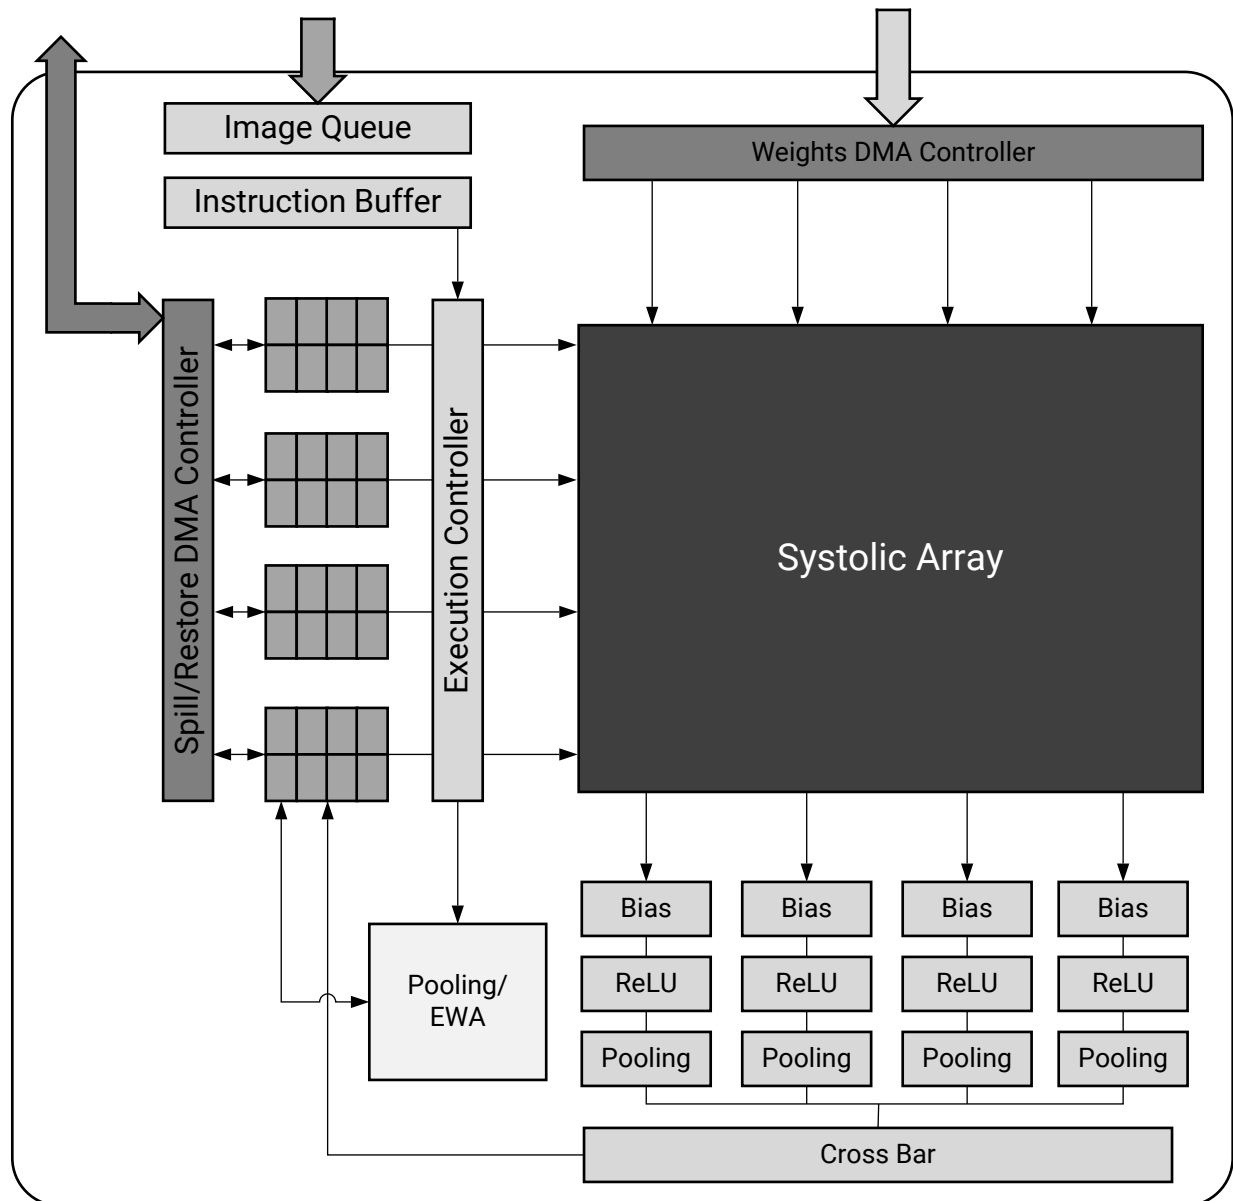 Image Queue
Weights DMA Controller
Instruction Buffer
Spill/Restore DMA Controller
Execution Controller
Systolic Array
Bias
Bias
Bias
Bias
ReLU
ReLU
ReLU
ReLU
Pooling/
EWA
Pooling
Pooling
Pooling
Pooling
Cross Bar